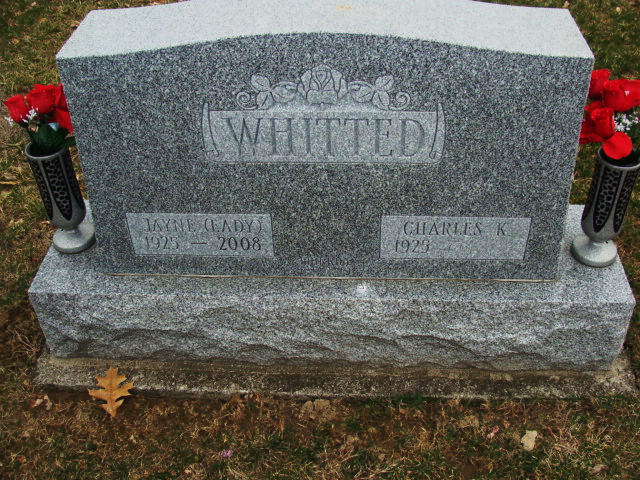 WHITTED
JAYNE (EADY)
1925 — 2008
CHARLES K.
1923